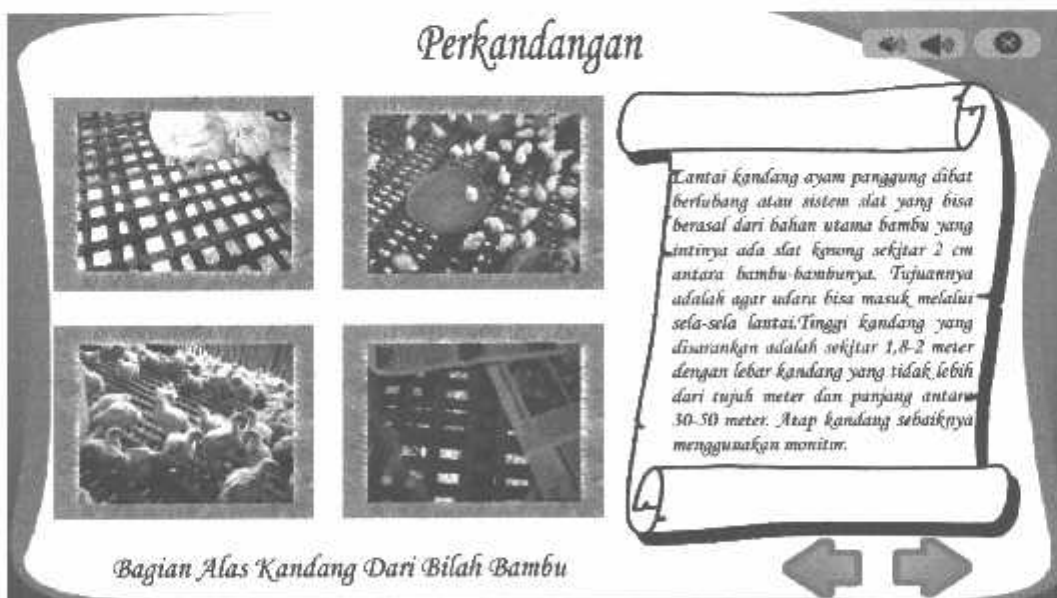 Perkandangan
Lantai kandang ayam panggung dibat
berlubang atau sistem slat yang bisa
berasal dari bahan utama bambu yang
intinya ada slat kosong sekitar 2 cm
antara bambu-bambunya. Tujuannya
adalah agar udara bisa masuk melalui
sela-sela lantai.Tinggi kandang yang
disarankan adalah sekitar 1,8-2 meter
dengan lebar kandang yang tidak lebih
dari tujuh meter dan panjang antara
30-50 meter. Atap kandang sebaiknya
menggunakan monitor.
Bagian Alas Kandang Dari Bilah Bambu